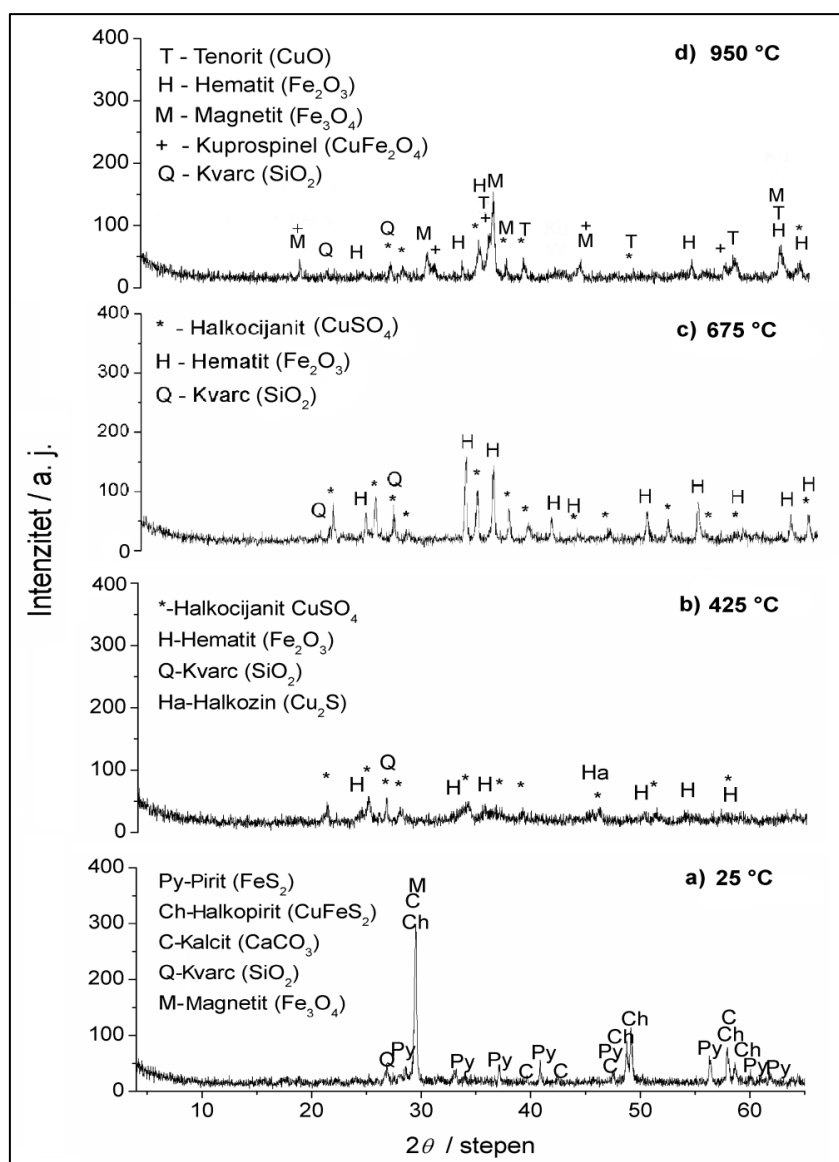 Intenzitet / a. j.
d) 950 °C
T - Tenorit (CuO)
H - Hematit (Fe₂O₃)
M - Magnetit (Fe₃O₄)
+ - Kuprospinel (CuFe₂O₄)
Q - Kvarc (SiO₂)
400
300
200
100
0
+ M
Q
H
Q *
*
M
+
H
H T + *
M
M *
T *
+ M
T *
H
+
T
M T H
* H
c) 675 °C
* - Halkocijanit (CuSO₄)
H - Hematit (Fe₂O₃)
Q - Kvarc (SiO₂)
400
300
200
100
0
Q
*
H
*
Q *
*
H
*
H
*
*
H
H *
*
H
*
H
*
H *
H
H *
b) 425 °C
*-Halkocijanit CuSO₄
H-Hematit (Fe₂O₃)
Q-Kvarc (SiO₂)
Ha-Halkozin (Cu₂S)
400
300
200
100
0
*
H
*
Q *
*
H
*
H
*
*
Ha *
H
*
H
* H
a) 25 °C
Py-Pirit (FeS₂)
Ch-Halkopirit (CuFeS₂)
C-Kalcit (CaCO₃)
Q-Kvarc (SiO₂)
M-Magnetit (Fe₃O₄)
400
300
200
100
0
Q
Py
M C Ch
Py
Py
C
Py
C
Py C
Ch
Ch
Py
C Ch
Ch
Py
Py
10 20 30 40 50 60
2θ / stepen